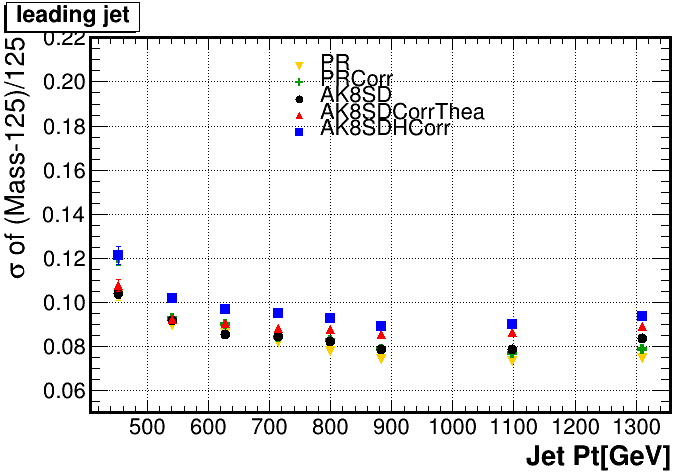 leading jet
σ of (Mass-125)/125
0.22
0.20
0.18
0.16
0.14
0.12
0.10
0.08
0.06
PR
PRCorr
AK8SD
AK8SDCorrThea
AK8SDHCorr
500 600 700 800 900 1000 1100 1200 1300
Jet Pt[GeV]